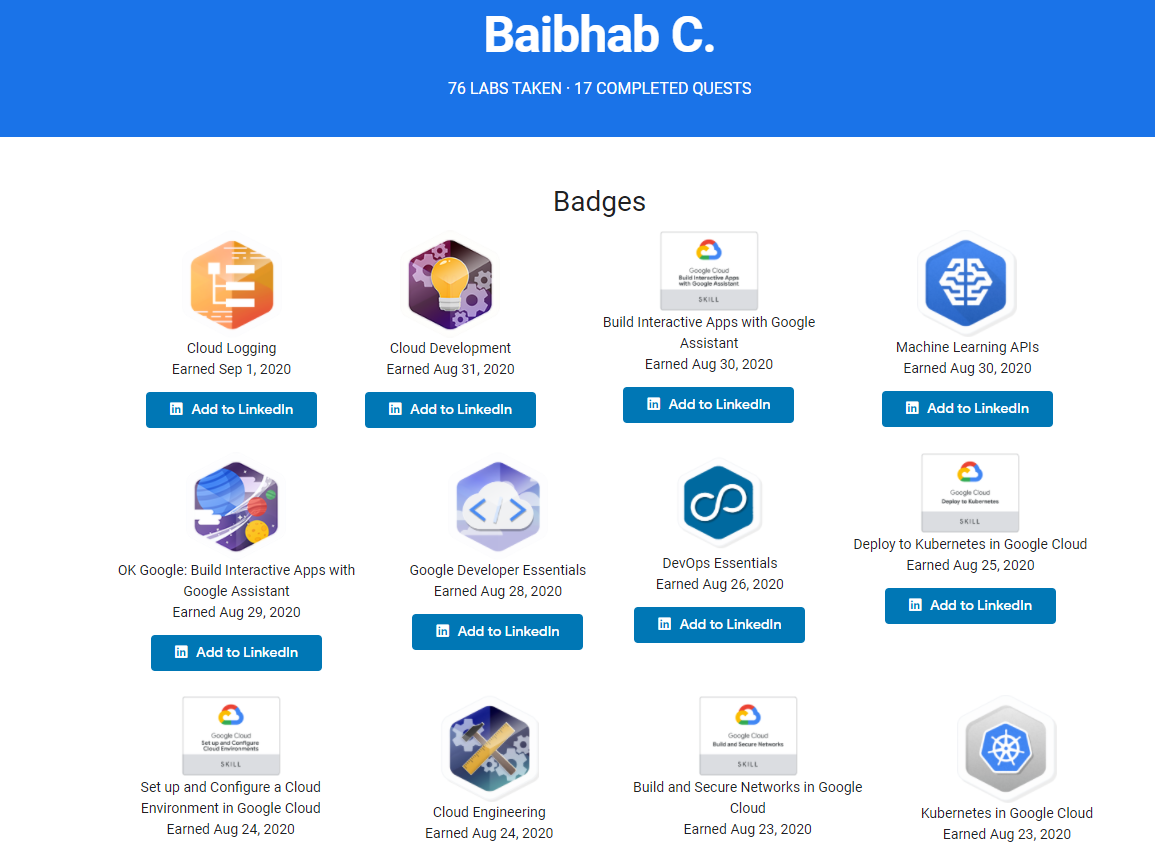 Baibhab C.
76 LABS TAKEN · 17 COMPLETED QUESTS
Badges
Google Cloud
Build Interactive Apps
with Google Assistant
SKILL
Cloud Logging
Earned Sep 1, 2020
Add to LinkedIn
Cloud Development
Earned Aug 31, 2020
Add to LinkedIn
Build Interactive Apps with Google
Assistant
Earned Aug 30, 2020
Add to LinkedIn
Machine Learning APIs
Earned Aug 30, 2020
Add to LinkedIn
OK Google: Build Interactive Apps with
Google Assistant
Earned Aug 29, 2020
Add to LinkedIn
Google Developer Essentials
Earned Aug 28, 2020
Add to LinkedIn
DevOps Essentials
Earned Aug 26, 2020
Add to LinkedIn
Google Cloud
Deploy to Kubernetes
SKILL
Deploy to Kubernetes in Google Cloud
Earned Aug 25, 2020
Add to LinkedIn
Google Cloud
Set up and Configure
Cloud Environments
SKILL
Set up and Configure a Cloud
Environment in Google Cloud
Earned Aug 24, 2020
Cloud Engineering
Earned Aug 24, 2020
Google Cloud
Build and Secure Networks
SKILL
Build and Secure Networks in Google
Cloud
Earned Aug 23, 2020
Kubernetes in Google Cloud
Earned Aug 23, 2020